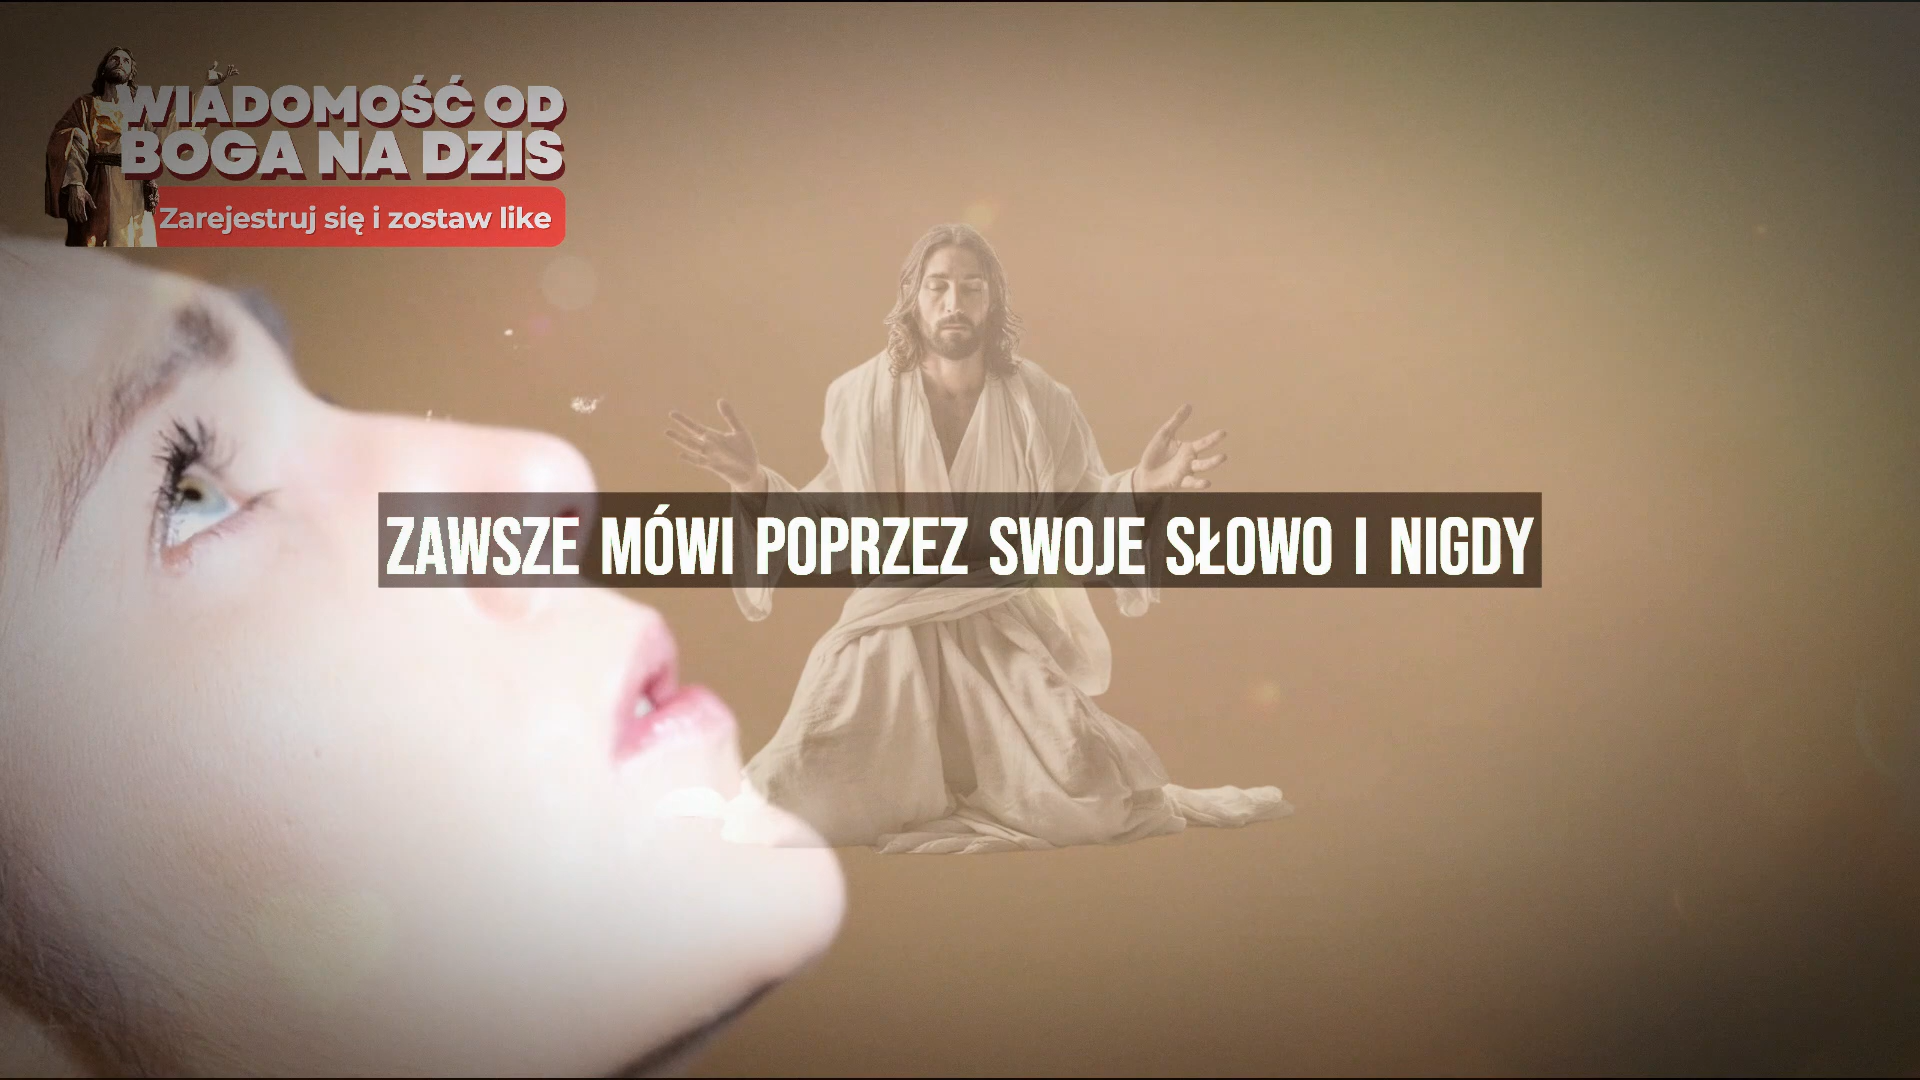 WIADOMOŚĆ OD
BOGA NA DZIS
Zarejestruj się i zostaw like
ZAWSZE MÓWI POPRZEZ SWOJE SŁOWO I NIGDY